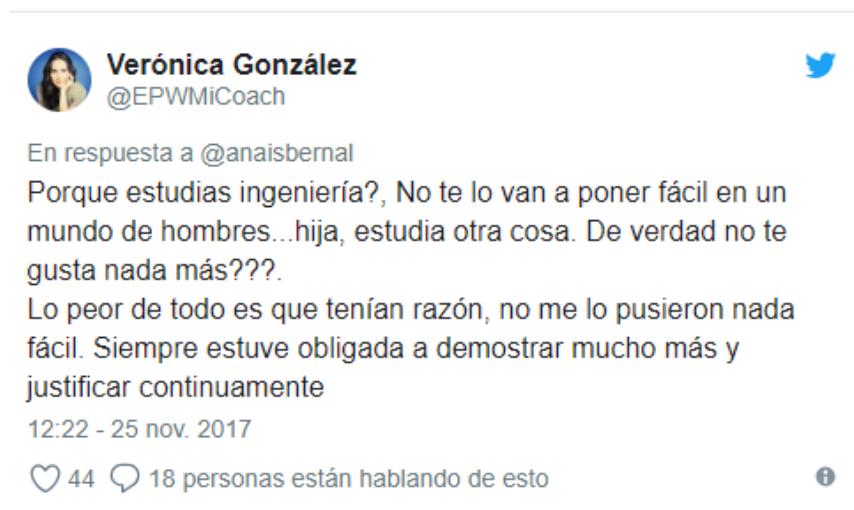 Verónica González
@EPWMiCoach
En respuesta a @anaisbernal
Porque estudias ingeniería?, No te lo van a poner fácil en un
mundo de hombres...hija, estudia otra cosa. De verdad no te
gusta nada más???.
Lo peor de todo es que tenían razón, no me lo pusieron nada
fácil. Siempre estuve obligada a demostrar mucho más y
justificar continuamente
12:22 - 25 nov. 2017
44 18 personas están hablando de esto